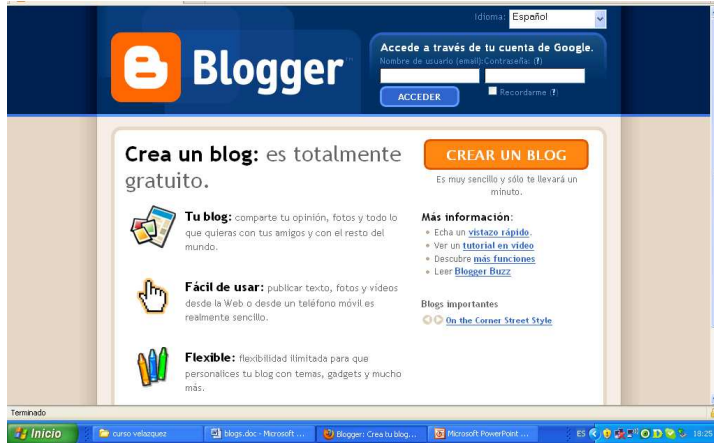 Idioma: Español
Blogger
Accede a través de tu cuenta de Google.
Nombre de usuario (email): Contraseña: (?)
ACCEDER
Recordarme (?)
Crea un blog: es totalmente
gratuito.
Tu blog: comparte tu opinión, fotos y todo lo
que quieras con tus amigos y con el resto del
mundo.
Fácil de usar: publicar texto, fotos y vídeos
desde la Web o desde un teléfono móvil es
realmente sencillo.
Flexible: flexibilidad ilimitada para que
personalices tu blog con temas, gadgets y mucho
más.
CREAR UN BLOG
Es muy sencillo y sólo te llevará un
minuto.
Más información:
Echa un vistazo rápido.
Ver un tutorial en vídeo
Descubre más funciones
Leer Blogger Buzz
Blogs importantes
On the Corner Street Style
Terminado
Inicio
curso velazquez
blogs.doc - Microsoft ...
Blogger: Crea tu blog...
Microsoft PowerPoint ...
ES
18:25